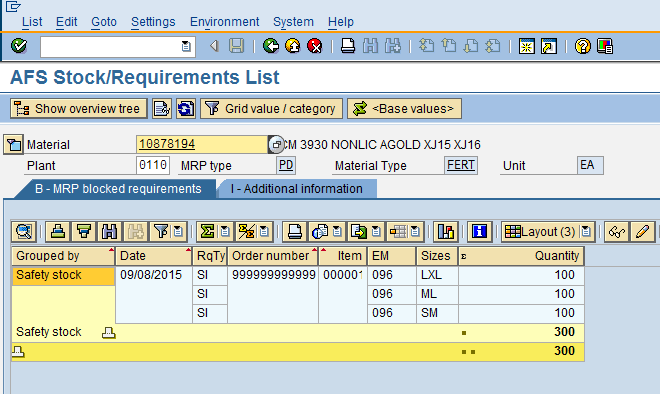 List Edit Goto Settings Environment System Help
AFS Stock/Requirements List
Show overview tree Grid value / category <Base values>
Material 10878194 CM 3930 NONLIC AGOLD XJ15 XJ16
Plant 0110 MRP type PD Material Type FERT Unit EA
B - MRP blocked requirements I - Additional information
Layout (3)
Grouped by Date RqTy Order number Item EM Sizes Quantity
Safety stock 09/08/2015 SI 999999999999 000001 096 LXL 100
SI 096 ML 100
SI 096 SM 100
Safety stock 300
300